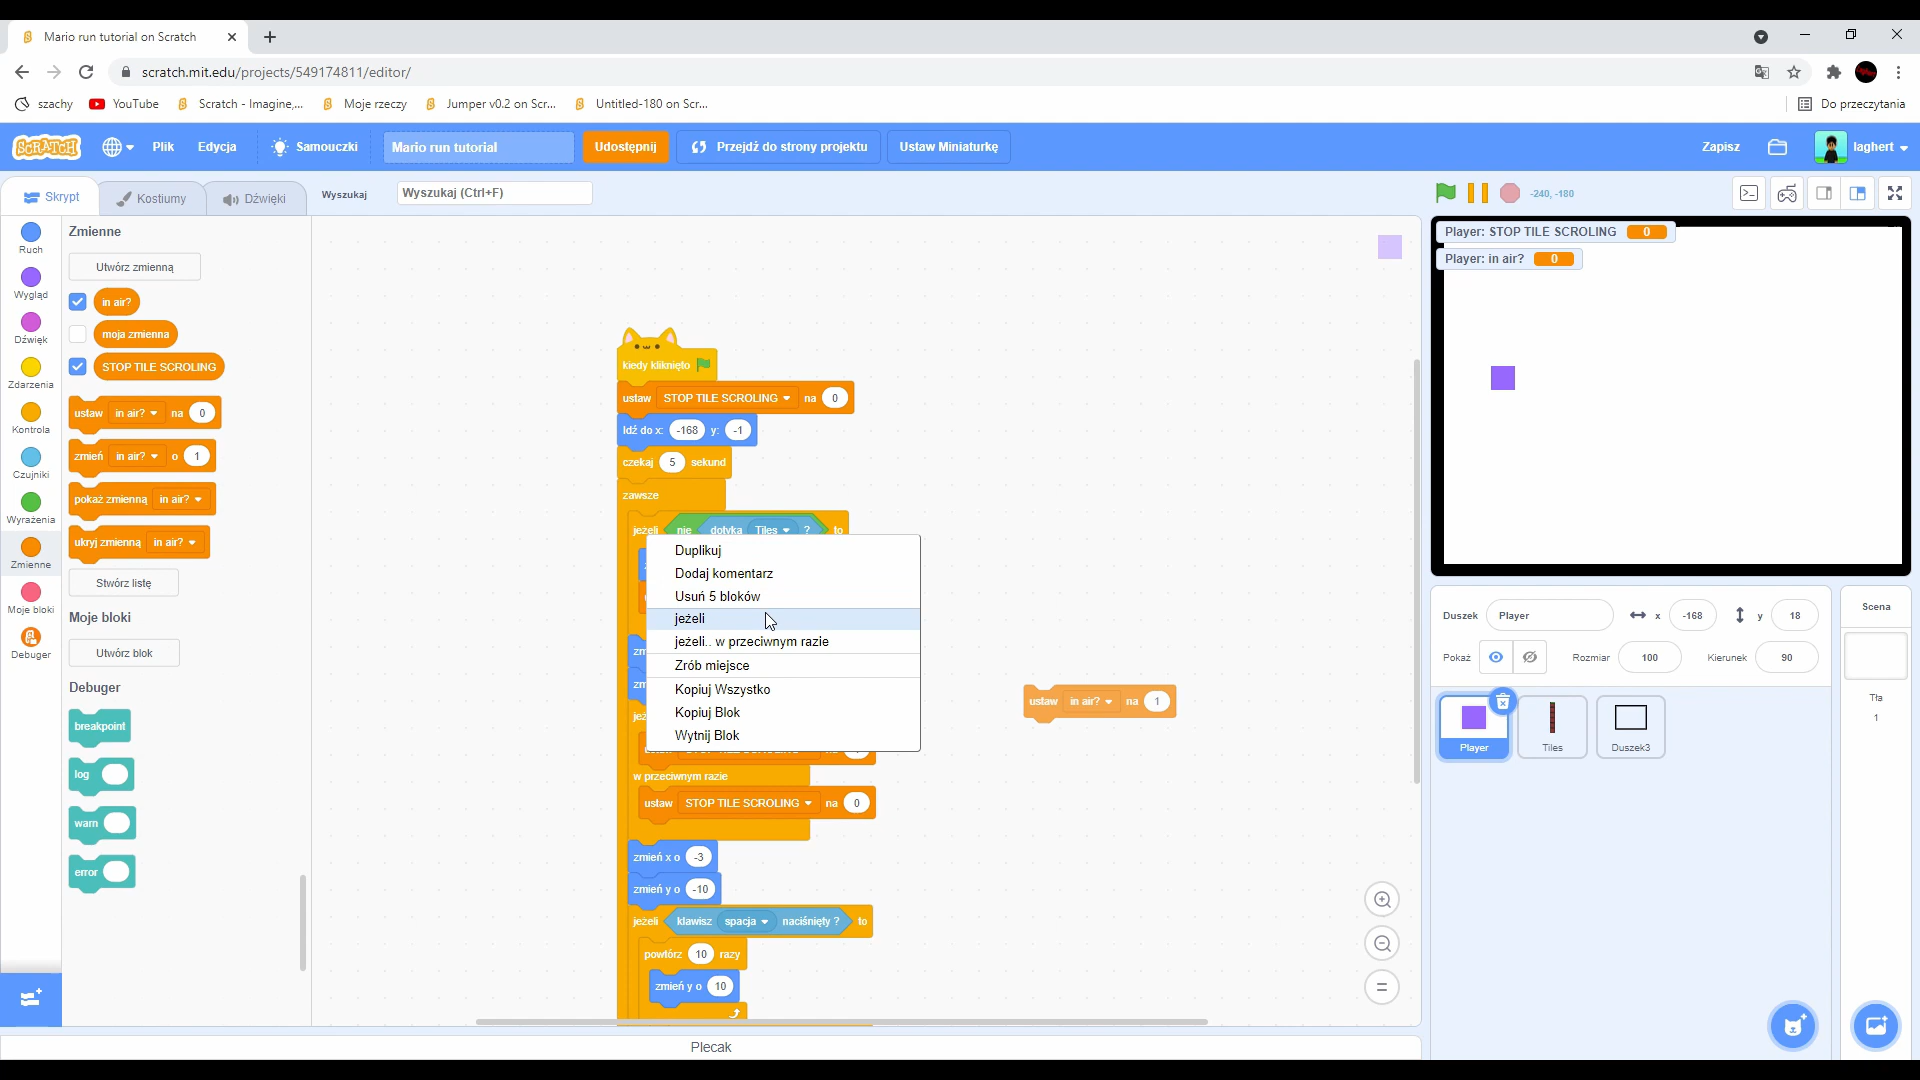 Mario run tutorial on Scratch
scratch.mit.edu/projects/549174811/editor/
szachy
YouTube
Scratch - Imagine,...
Moje rzeczy
Jumper v0.2 on Scr...
Untitled-180 on Scr...
Do przeczytania
SCRATCH
Plik
Edycja
Samouczki
Mario run tutorial
Udostępnij
Przejdź do strony projektu
Ustaw Miniaturkę
Zapisz
laghert
Skrypt
Kostiumy
Dźwięki
Wyszukaj
Wyszukaj (Ctrl+F)
-240, -180
Ruch
Wygląd
Dźwięk
Zdarzenia
Kontrola
Czujniki
Wyrażenia
Zmienne
Moje bloki
Debuger
Zmienne
Utwórz zmienną
in air?
moja zmienna
STOP TILE SCROLING
ustaw in air? na 0
zmień in air? o 1
pokaż zmienną in air?
ukryj zmienną in air?
Stwórz listę
Moje bloki
Utwórz blok
Debuger
breakpoint
log
warn
error
kiedy kliknięto
ustaw STOP TILE SCROLING na 0
Idź do x: -168 y: -1
czekaj 5 sekund
zawsze
jeżeli nie dotyka Tiles ? to
Duplikuj
Dodaj komentarz
Usuń 5 bloków
jeżeli
jeżeli.. w przeciwnym razie
Zrób miejsce
Kopiuj Wszystko
Kopiuj Blok
Wytnij Blok
w przeciwnym razie
ustaw STOP TILE SCROLING na 0
zmień x o -3
zmień y o -10
jeżeli klawisz spacja naciśnięty ? to
powtórz 10 razy
zmień y o 10
ustaw in air? na 1
Plecak
Player: STOP TILE SCROLING 0
Player: in air? 0
Duszek Player x -168 y 18
Pokaż Rozmiar 100 Kierunek 90
Player
Tiles
Duszek3
Scena
Tła
1